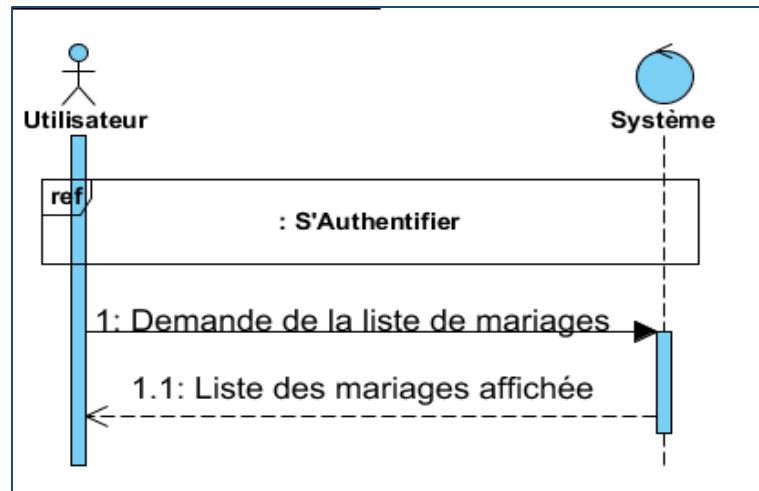 Utilisateur
Système
ref
: S'Authentifier
1: Demande de la liste de mariages
1.1: Liste des mariages affichée